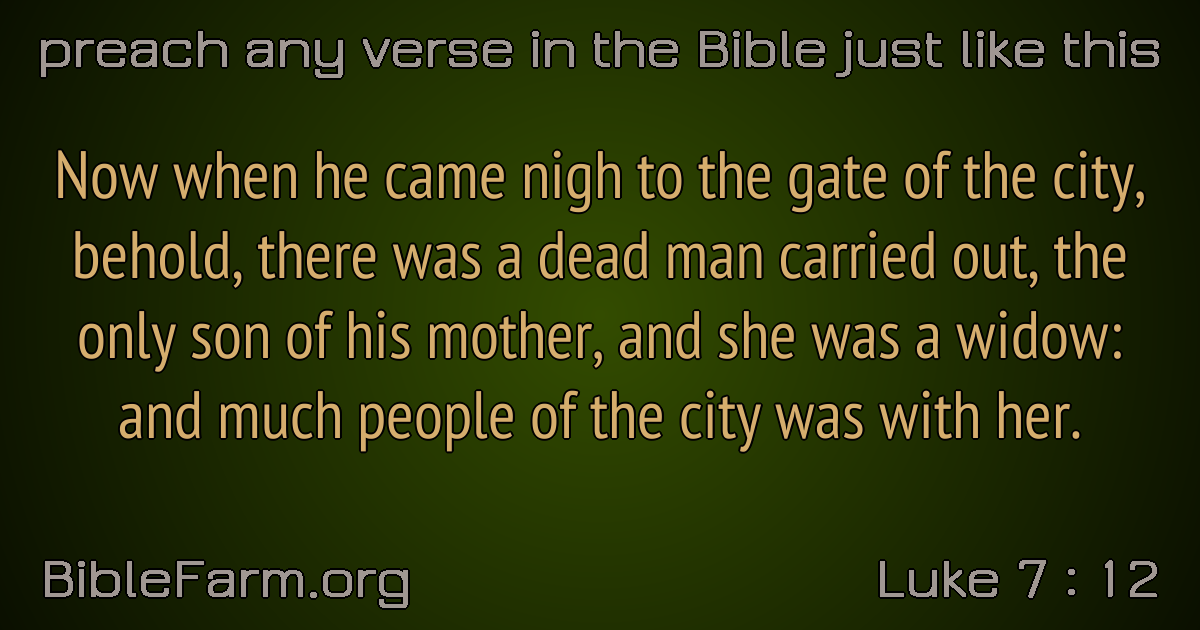 preach any verse in the Bible just like this
Now when he came nigh to the gate of the city,
behold, there was a dead man carried out, the
only son of his mother, and she was a widow:
and much people of the city was with her.
BibleFarm.org
Luke 7 : 12